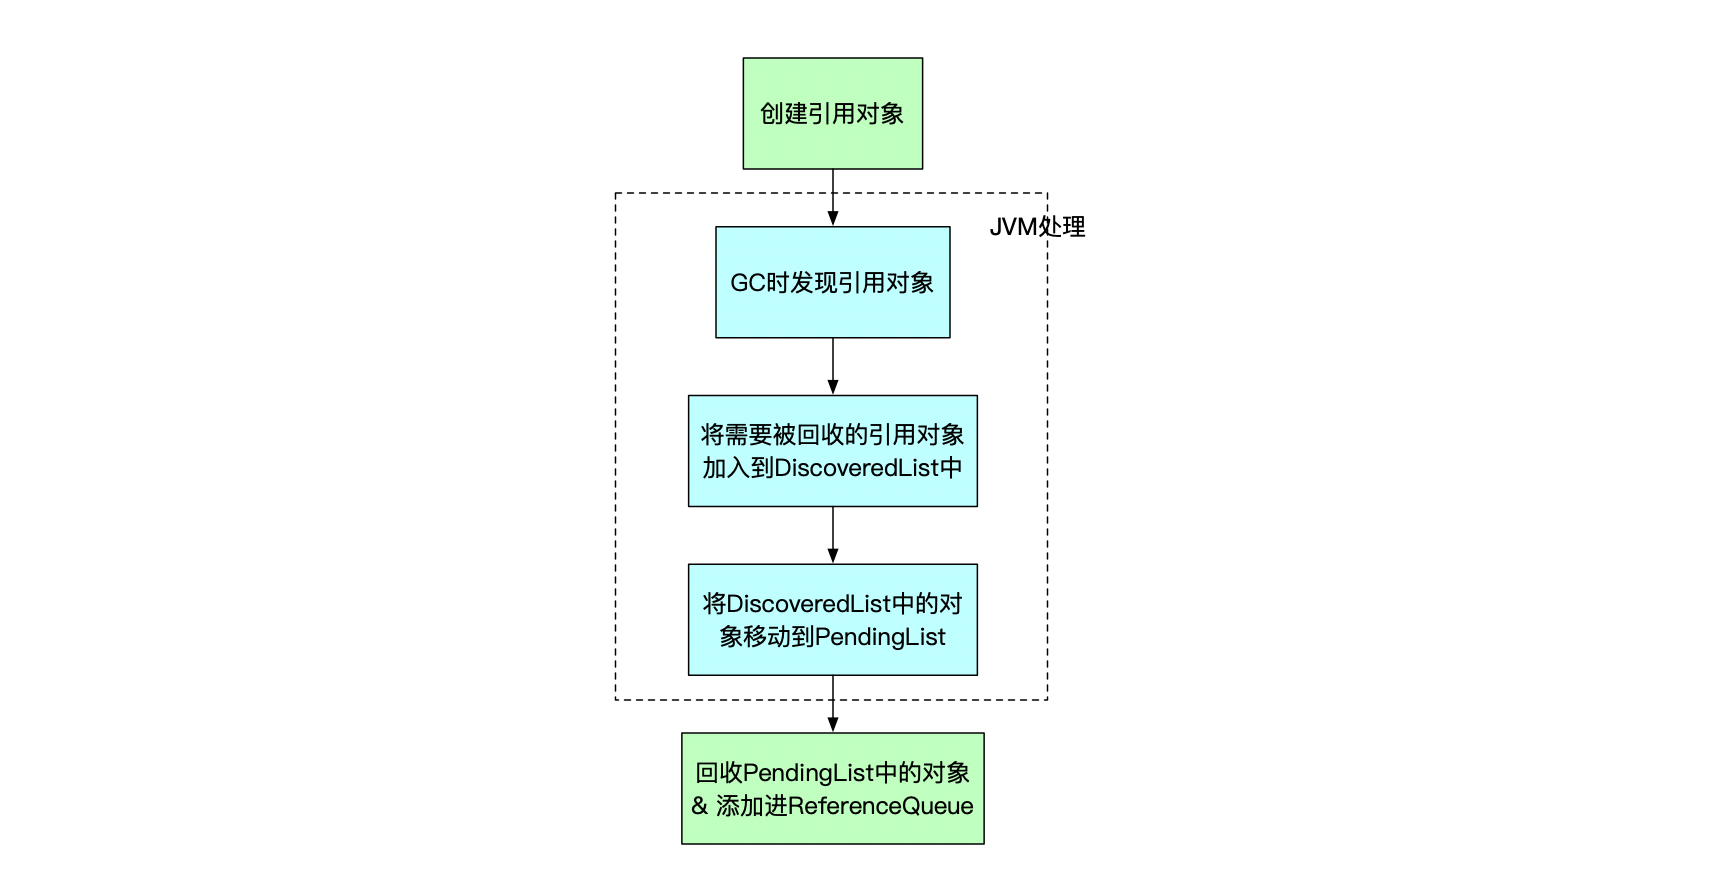 创建引用对象
JVM处理
GC时发现引用对象
将需要被回收的引用对象
加入到DiscoveredList中
将DiscoveredList中的对
象移动到PendingList
回收PendingList中的对象
& 添加进ReferenceQueue